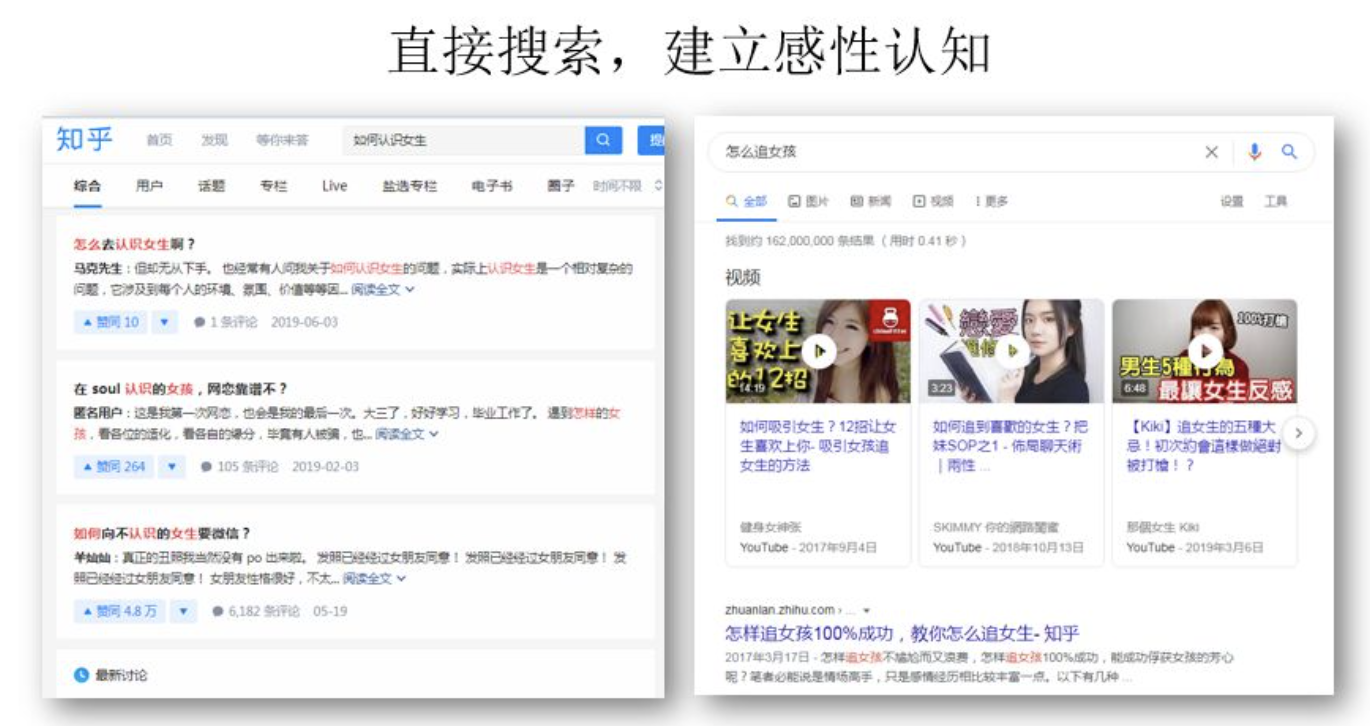 直接搜索，建立感性认知
知乎 首页 发现 等你来答 如何认识女生
综合 用户 话题 专栏 Live 盐选专栏 电子书 圈子 时间不限
怎么去认识女生啊？
马克先生：但却无从下手。 也经常有人问我关于如何认识女生的问题，实际上认识女生是一个相对复杂的
问题，它涉及到每个人的环境、氛围、价值等等因... 阅读全文
赞同 10 1 条评论 2019-06-03
在 soul 认识的女孩，网恋靠谱不？
匿名用户：这是我第一次网恋，也会是我的最后一次。大三了，好好学习，毕业工作了。 遇到怎样的女
孩，看各位的造化，看各自的缘分，毕竟有人被骗，也... 阅读全文
赞同 264 105 条评论 2019-02-03
如何向不认识的女生要微信？
羊灿灿：真正的丑照我当然没有 po 出来啦。 发照已经经过女朋友同意！ 发照已经经过女朋友同意！ 发
照已经经过女朋友同意！ 女朋友性格很好，不太... 阅读全文
赞同 4.8 万 6,182 条评论 05-19
最新讨论
怎么追女孩
全部 图片 新闻 视频 更多 设置 工具
找到约 162,000,000 条结果 （用时 0.41 秒）
视频
让女生
喜欢上
的12招
14:19
如何吸引女生？12招让女
生喜欢上你- 吸引女孩追
女生的方法
健身女神张
YouTube - 2017年9月4日
戀愛
3:23
如何追到喜歡的女生？把
妹SOP之1 - 佈局聊天術
｜兩性 ...
SKIMMY 你的網路閨蜜
YouTube - 2018年10月13日
100%打槍
男生5種行為
最讓女生反感
6:48
【Kiki】追女生的五種大
忌！初次約會這樣做絕對
被打槍！？
那個女生 Kiki
YouTube - 2019年3月6日
zhuanlan.zhihu.com › ...
怎样追女孩100%成功，教你怎么追女生- 知乎
2017年3月17日 - 怎样追女孩不尴尬而又浪费，怎样追女孩100%成功，能成功俘获女孩的芳心
呢？笔者必能说是情场高手，只是感情经历相比较丰富一点。以下有几种 ...